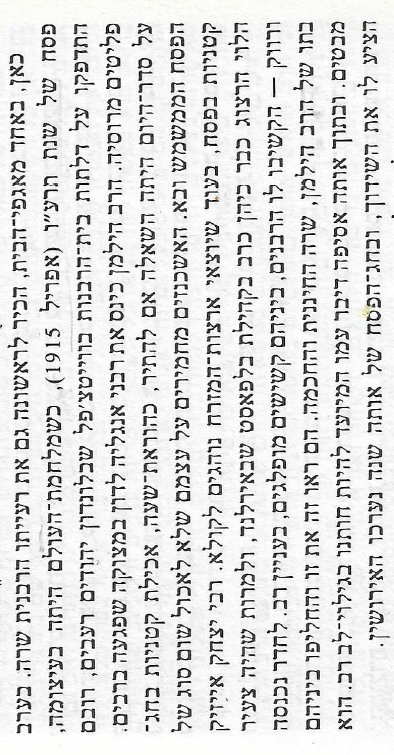 כאן, באחד מאגפי־הבית, הכיר לראשונה גם את רעייתו הרבנית שרה. בערב
פסח של שנת תרע״ו (אפריל 1915), כשמלחמת־העולם היתה בעיצומה,
התדפקו על דלתות בית־הרבנות בוייטצ׳פל שבלונדון יהודים רעבים, רובם
פליטים מרוסיה. הרב הילמן כינס את רבני אנגליה לדון במצוקה שפגעה ברבים.
על סדר־היום היתה השאלה אם להתיר, כהוראת־שעה, אכילת קטניות בחג־
הפסח הממשמש ובא. האשכנזים מחמירים על עצמם שלא לאכול שום סוג של
קטניות בפסח, בעוד שיוצאי ארצות־המזרח נוהגים לקולא. רבי יצחק אייזיק
הלוי הרצוג כבר כיהן כרב בקהילת בלפאסט שבאירלנד, ולמרות שהיה צעיר
ורווק — הקשיבו לו הרבנים, ביניהם קשישים מופלגים, בעניין רב. לחדר נכנסה
בתו של הרב הילמן, שרה החיננית והחכמה. הם ראו זה את זו והחליפו ביניהם
מבטים. ובתוך אותה אסיפה דיבר עמו המיועד להיות חותנו בגילוי־לב רב. הוא
הציע לו את השידוך, ובחג־הפסח של אותה שנה נערכו האירושין.